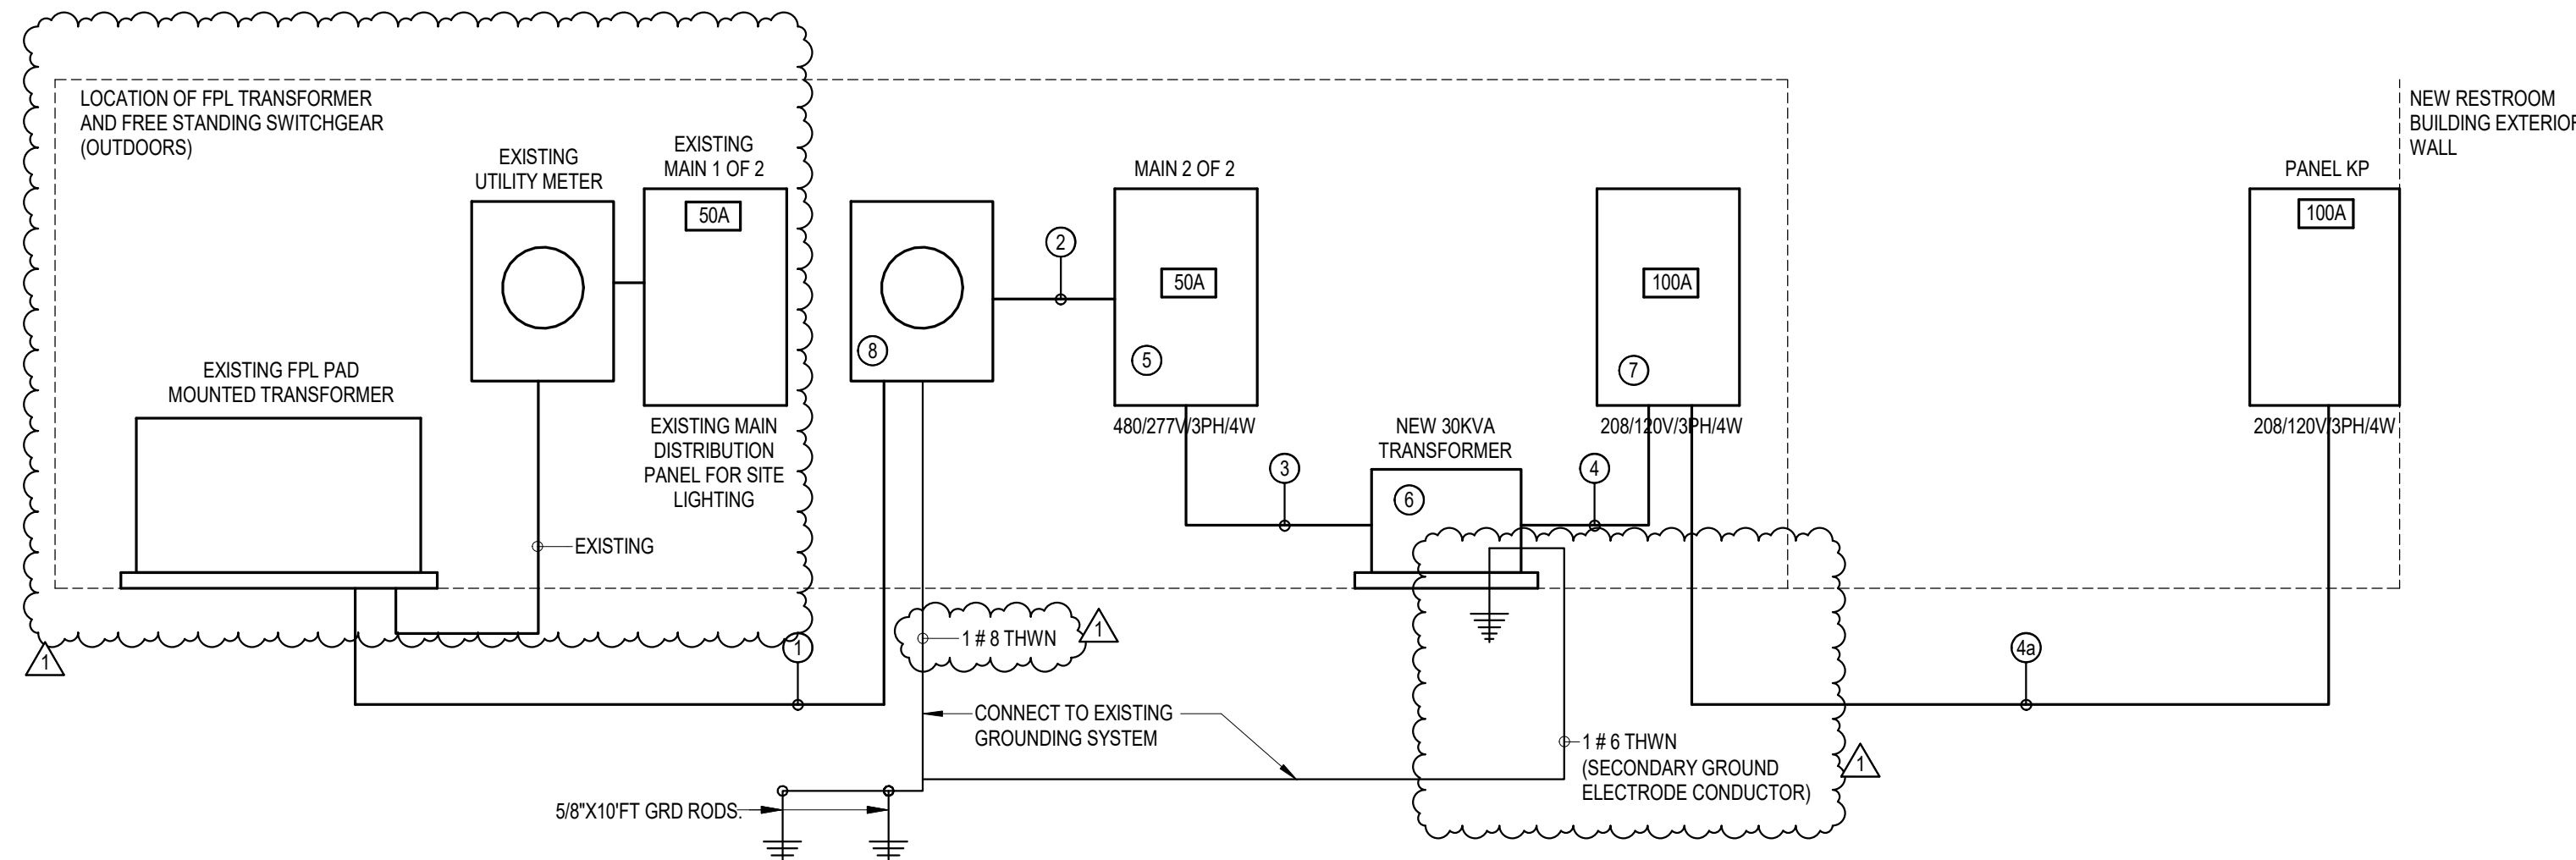 LOCATION OF FPL TRANSFORMER
AND FREE STANDING SWITCHGEAR
(OUTDOORS)
EXISTING
UTILITY METER
EXISTING
MAIN 1 OF 2
50A
EXISTING FPL PAD
MOUNTED TRANSFORMER
EXISTING MAIN
DISTRIBUTION
PANEL FOR SITE
LIGHTING
EXISTING
1
1
8
2
MAIN 2 OF 2
50A
5
480/277V/3PH/4W
3
NEW 30KVA
TRANSFORMER
6
4
100A
7
208/120V/3PH/4W
NEW RESTROOM
BUILDING EXTERIOR
WALL
PANEL KP
100A
208/120V/3PH/4W
4a
1 # 8 THWN
1
CONNECT TO EXISTING
GROUNDING SYSTEM
1 # 6 THWN
(SECONDARY GROUND
ELECTRODE CONDUCTOR)
1
5/8"X10'FT GRD RODS.